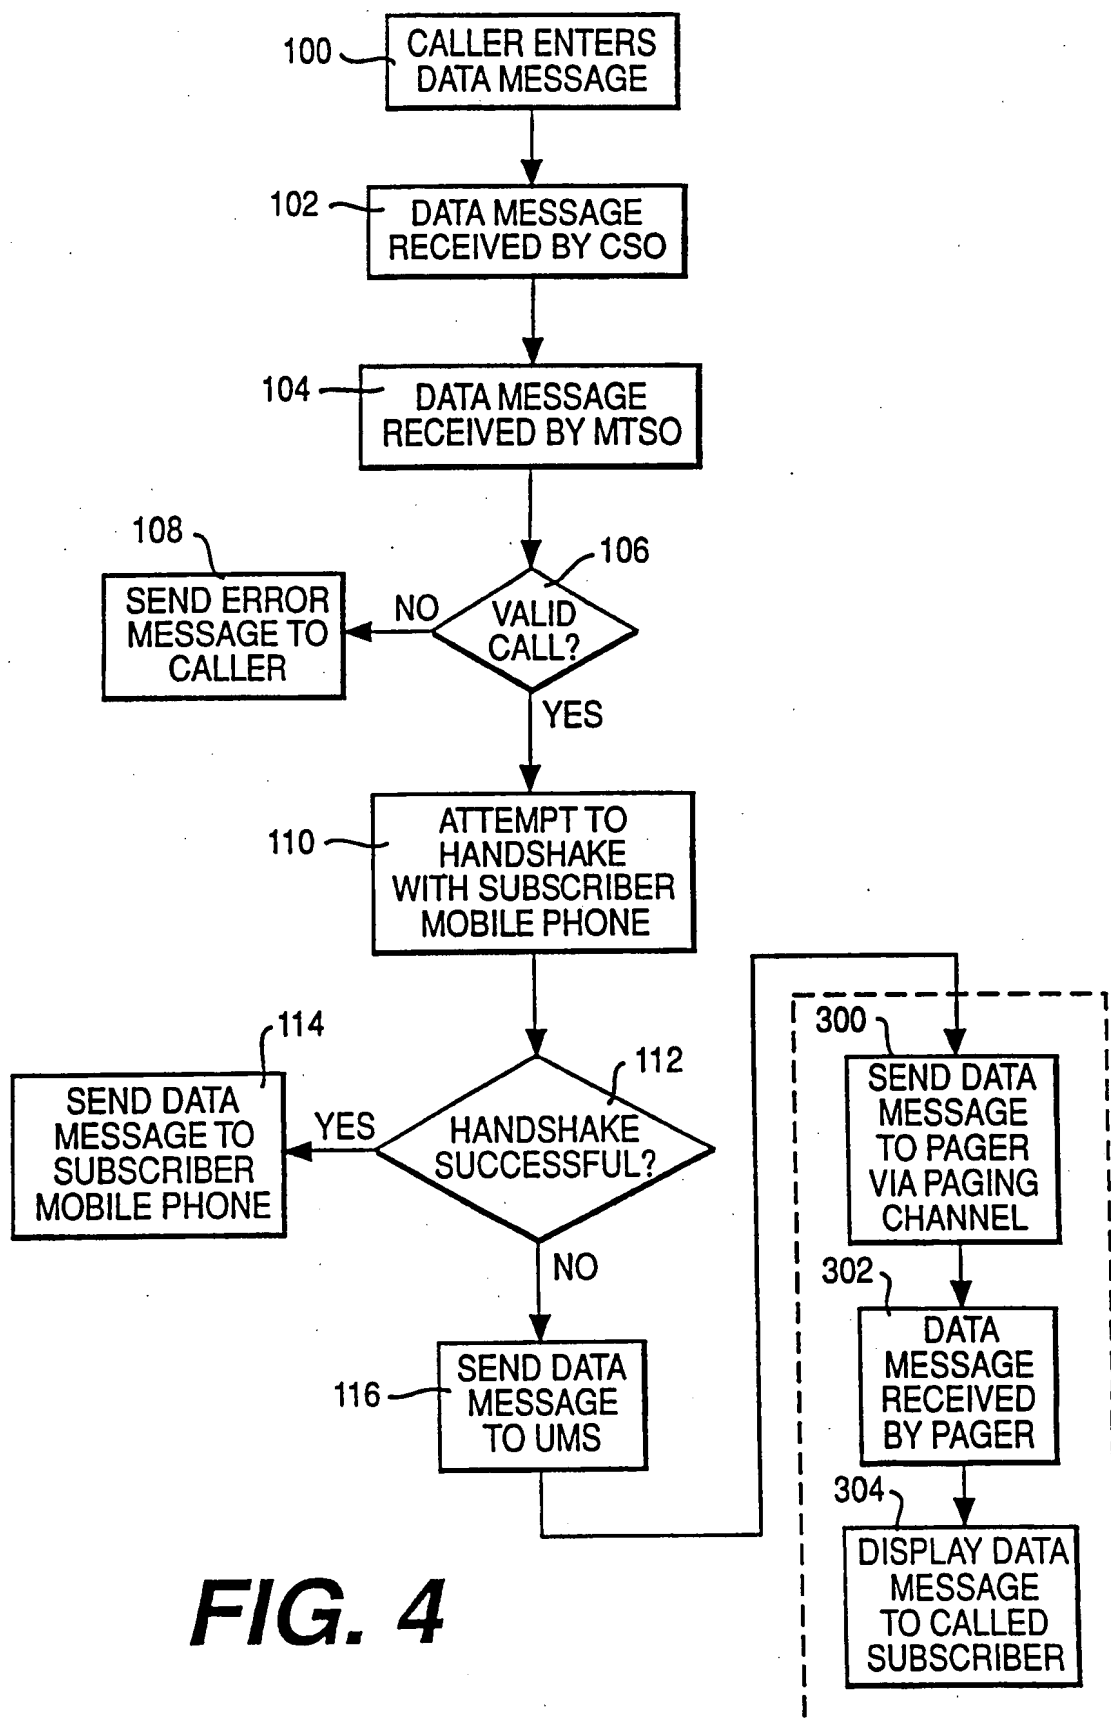 100
CALLER ENTERS
DATA MESSAGE
102
DATA MESSAGE
RECEIVED BY CSO
104
DATA MESSAGE
RECEIVED BY MTSO
108
SEND ERROR
MESSAGE TO
CALLER
NO
106
VALID
CALL?
YES
110
ATTEMPT TO
HANDSHAKE
WITH SUBSCRIBER
MOBILE PHONE
114
SEND DATA
MESSAGE TO
SUBSCRIBER
MOBILE PHONE
YES
112
HANDSHAKE
SUCCESSFUL?
NO
116
SEND DATA
MESSAGE
TO UMS
300
SEND DATA
MESSAGE
TO PAGER
VIA PAGING
CHANNEL
302
DATA
MESSAGE
RECEIVED
BY PAGER
304
DISPLAY DATA
MESSAGE
TO CALLED
SUBSCRIBER
FIG. 4